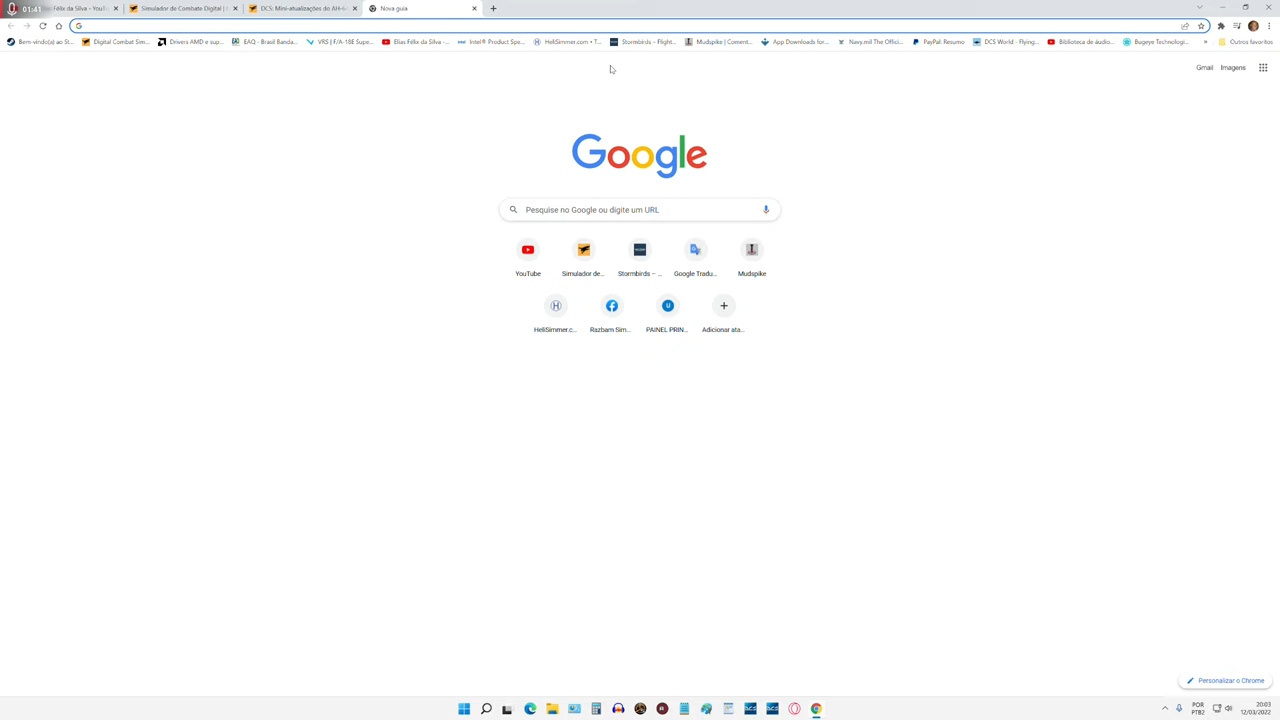 01:41
Elias Félix da Silva - YouTu
Simulador de Combate Digital |
DCS: Mini-atualizações do AH-64
Nova guia
Bem-vindo(a) ao St...
Digital Combat Sim...
Drivers AMD e sup...
EAQ - Brasil Banda...
VRS | F/A-18E Supe...
Elias Félix da Silva -...
Intel® Product Spe...
HeliSimmer.com • T...
Stormbirds – Flight...
Mudspike | Coment...
App Downloads for...
Navy.mil The Offici...
PayPal: Resumo
DCS World - Flying...
Biblioteca de áudio...
Bugeye Technologi...
»
Outros favoritos
Gmail
Imagens
Google
Pesquise no Google ou digite um URL
YouTube
Simulador de...
Stormbirds – ...
Google Tradu...
Mudspike
HeliSimmer.c...
Razbam Sim...
PAINEL PRIN...
Adicionar ata...
Personalizar o Chrome
POR
PTB2
20:03
12/03/2022